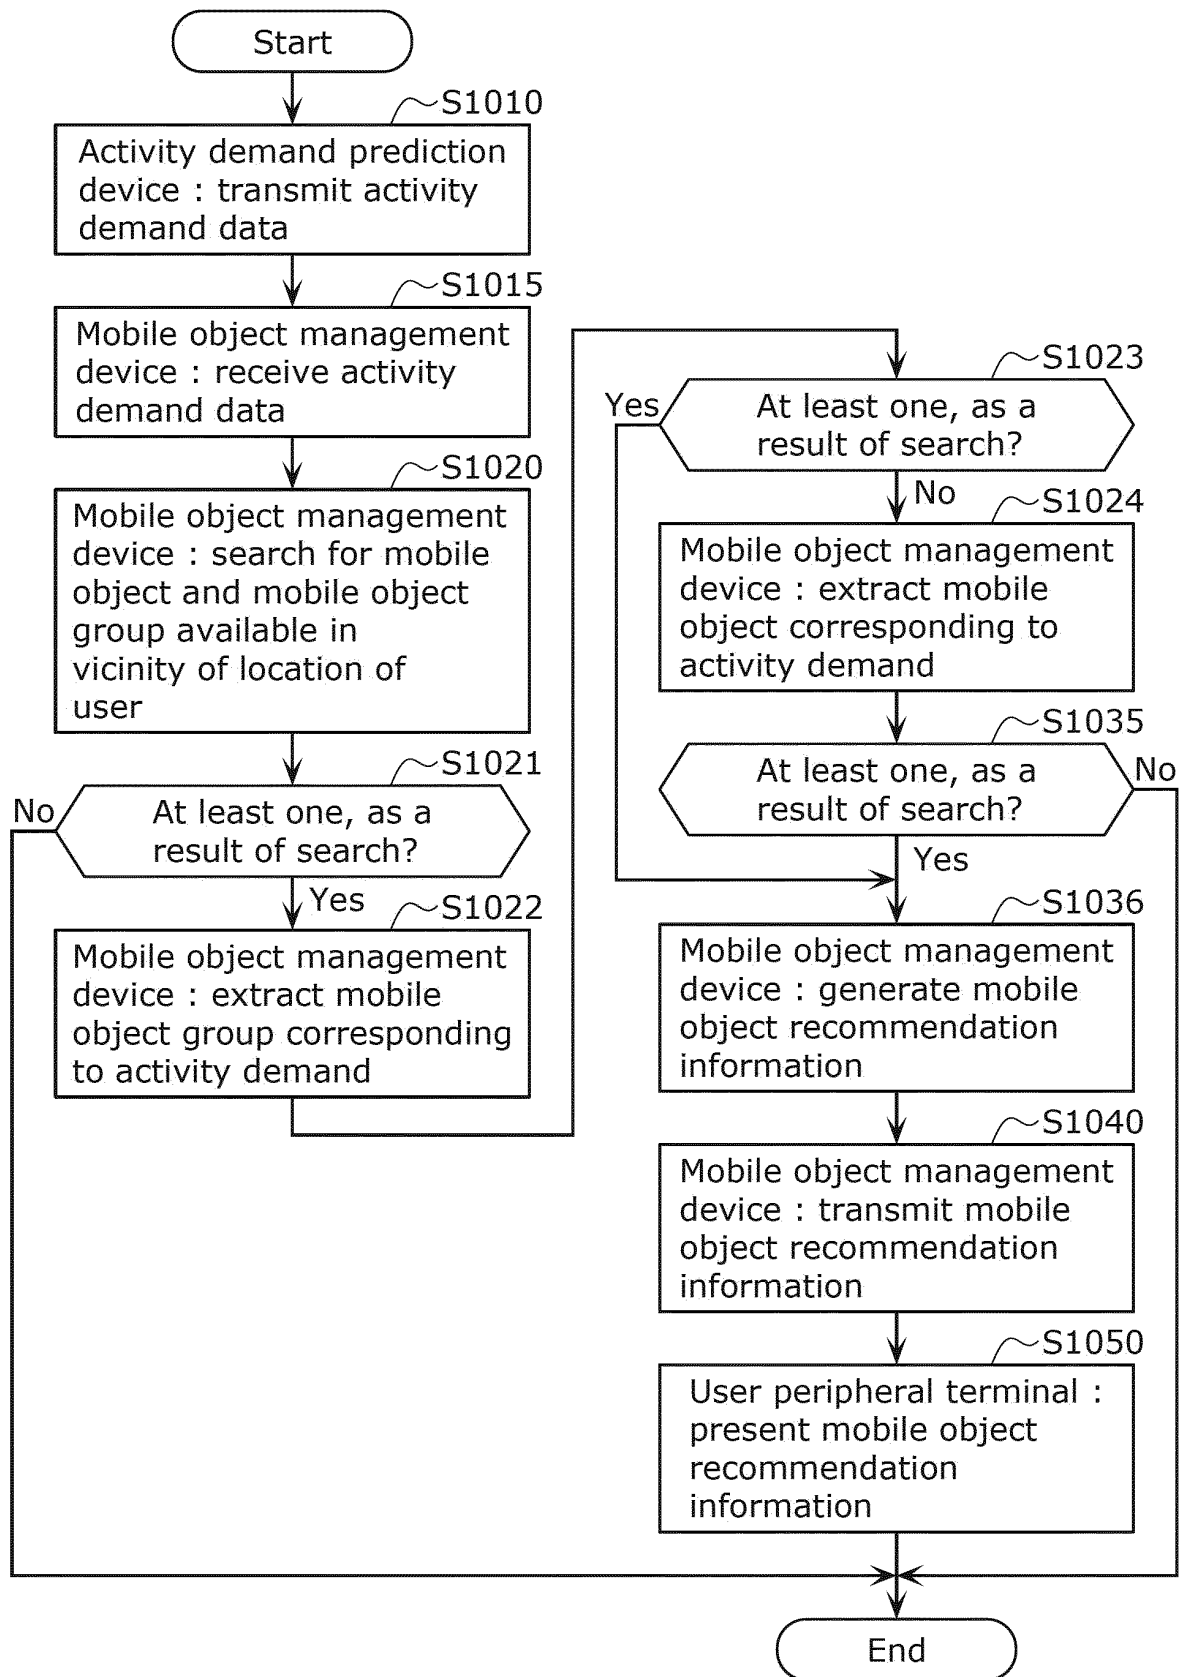 Start
S1010
Activity demand prediction
device : transmit activity
demand data
S1015
Mobile object management
device : receive activity
demand data
S1020
Mobile object management
device : search for mobile
object and mobile object
group available in
vicinity of location of
user
S1021
No
At least one, as a
result of search?
Yes
S1022
Mobile object management
device : extract mobile
object group corresponding
to activity demand
S1023
Yes
At least one, as a
result of search?
No
S1024
Mobile object management
device : extract mobile
object corresponding to
activity demand
S1035
At least one, as a
result of search?
No
Yes
S1036
Mobile object management
device : generate mobile
object recommendation
information
S1040
Mobile object management
device : transmit mobile
object recommendation
information
S1050
User peripheral terminal :
present mobile object
recommendation
information
End